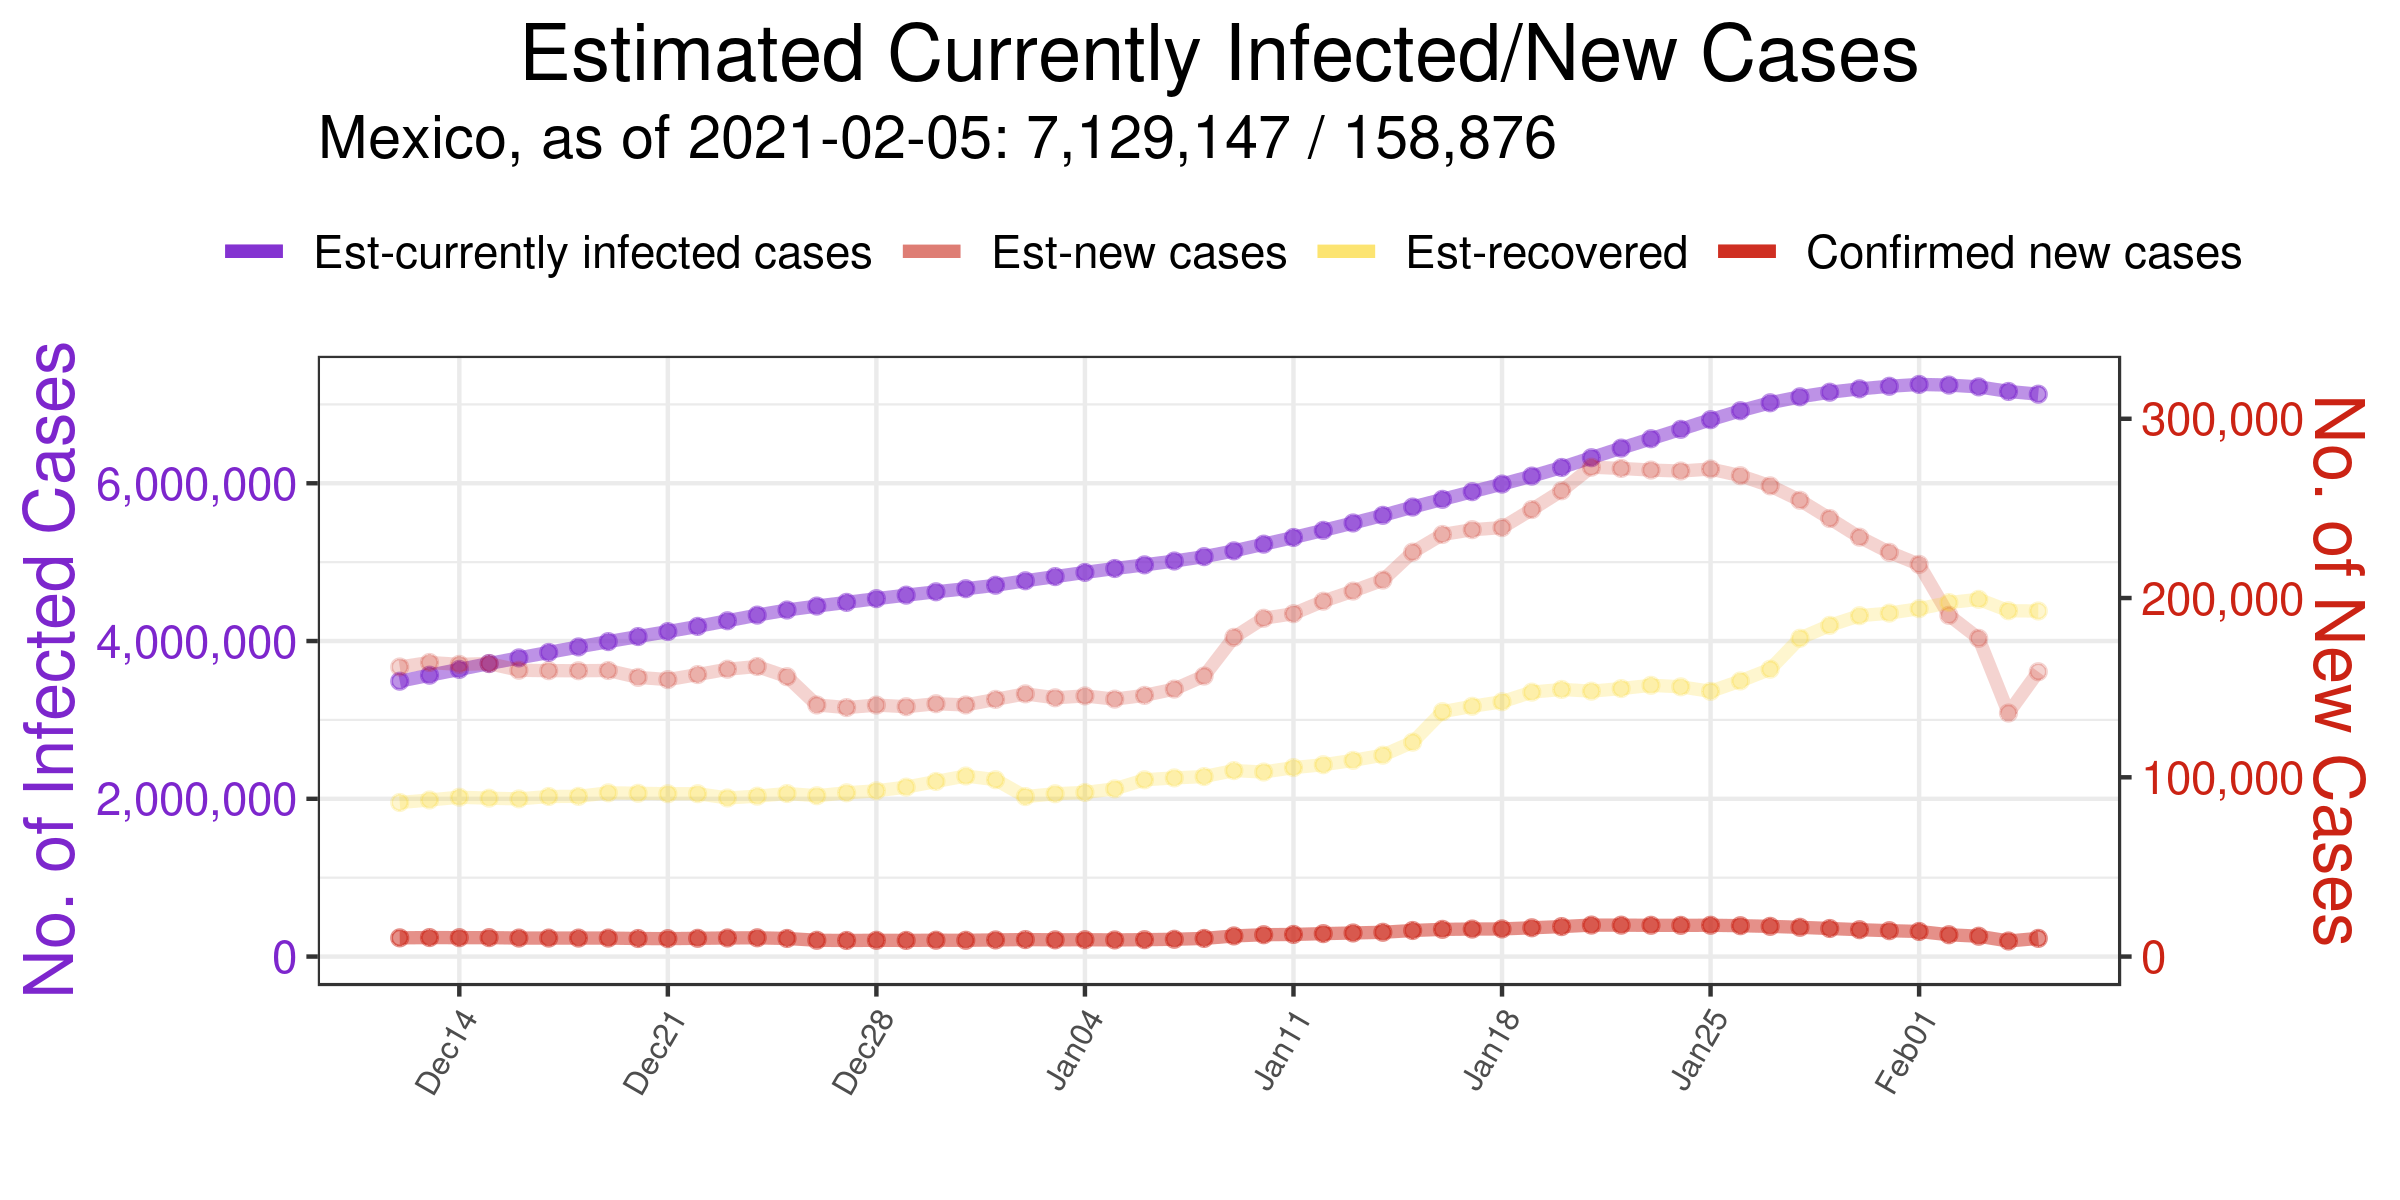 Estimated Currently Infected/New Cases
Mexico, as of 2021-02-05: 7,129,147 / 158,876
Est-currently infected cases Est-new cases Est-recovered Confirmed new cases
No. of Infected Cases
6,000,000
4,000,000
2,000,000
0
300,000
200,000
100,000
0
No. of New Cases
Dec14 Dec21 Dec28 Jan04 Jan11 Jan18 Jan25 Feb01